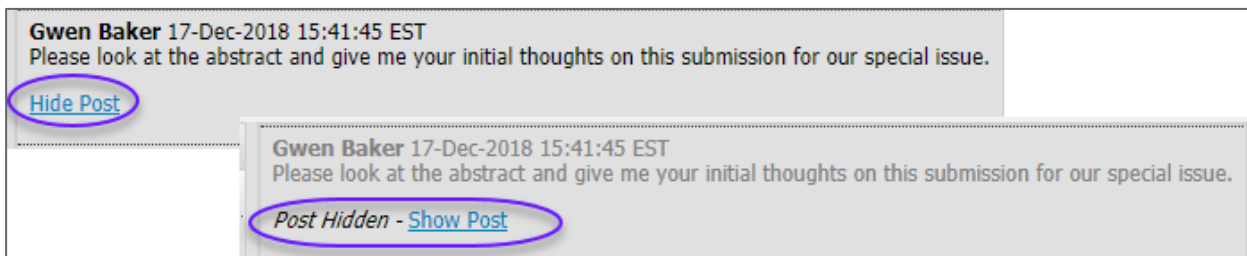 Gwen Baker 17-Dec-2018 15:41:45 EST
Please look at the abstract and give me your initial thoughts on this submission for our special issue.
Hide Post
Gwen Baker 17-Dec-2018 15:41:45 EST
Please look at the abstract and give me your initial thoughts on this submission for our special issue.
Post Hidden - Show Post